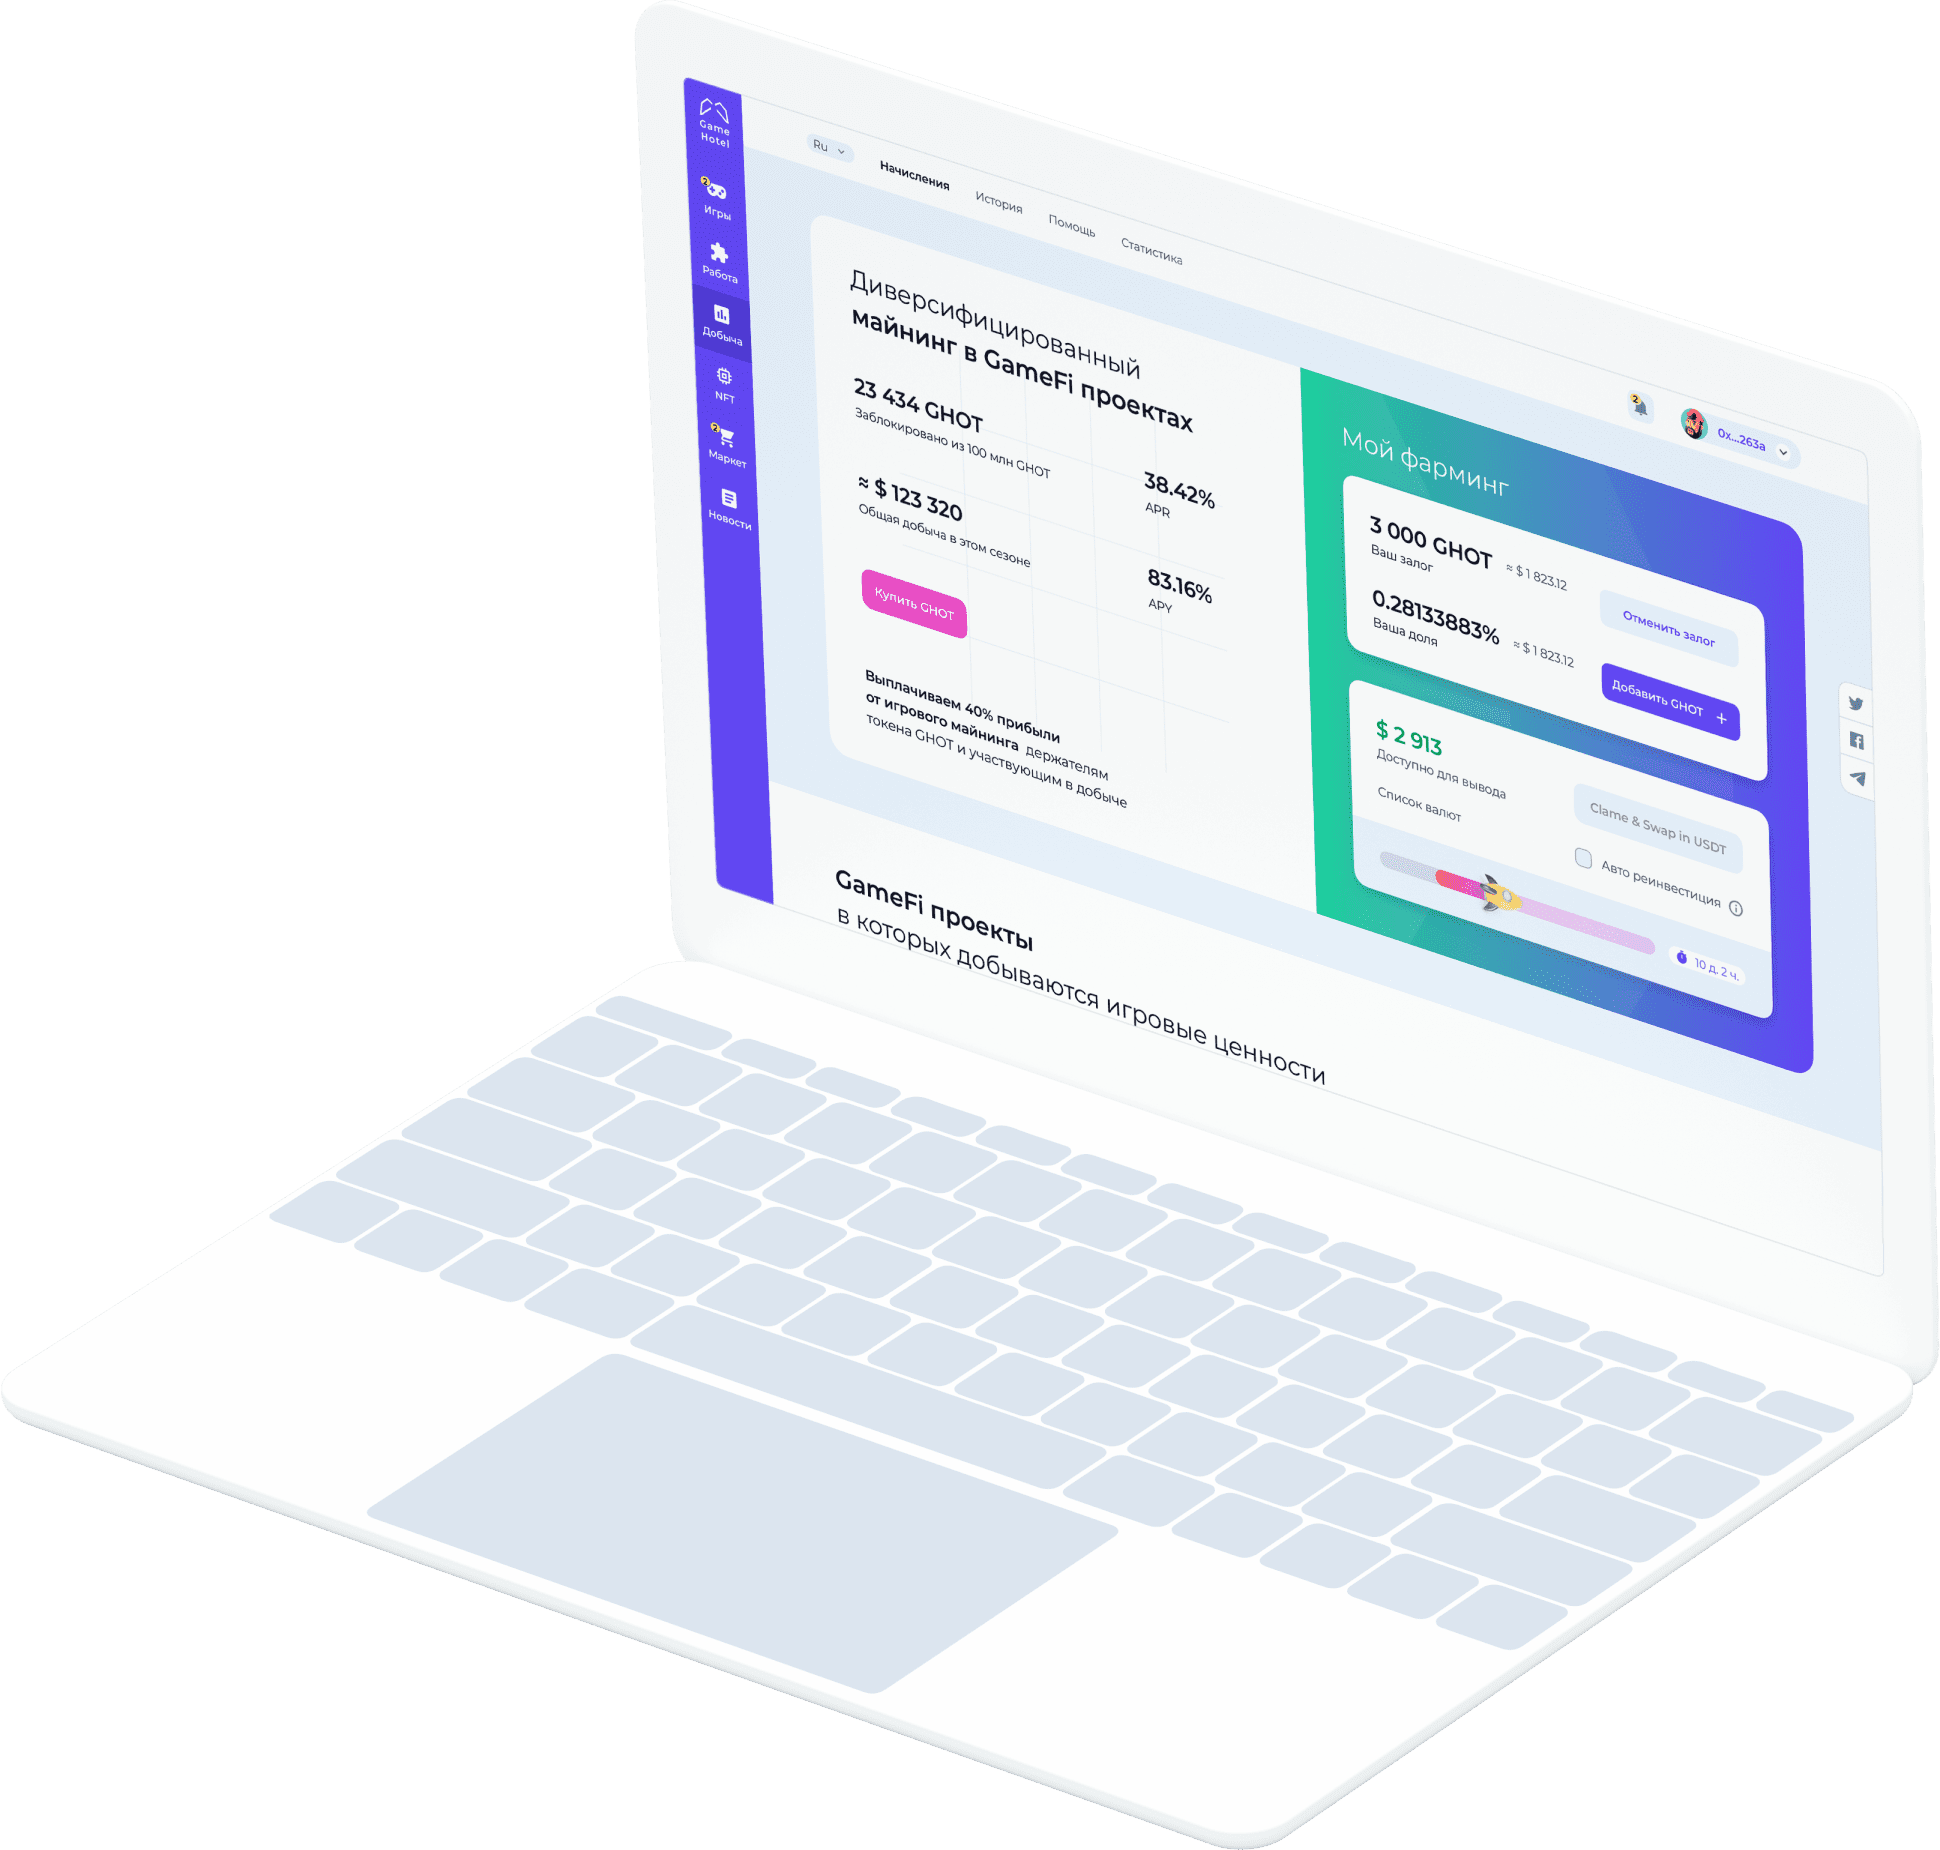 Game
Hotel
2
Игры
Работа
Добыча
NFT
2
Маркет
Новости
Ru
Начисления
История
Помощь
Статистика
2
0x...263a
Диверсифицированный
майнинг в GameFi проектах
23 434 GHOT
Заблокировано из 100 млн GHOT
38.42%
APR
≈ $ 123 320
Общая добыча в этом сезоне
83.16%
APY
Купить GHOT
Выплачиваем 40% прибыли
от игрового майнинга держателям
токена GHOT и участвующим в добыче
Мой фарминг
3 000 GHOT ≈ $ 1 823.12
Ваш залог
Отменить залог
0.28133883% ≈ $ 1 823.12
Ваша доля
Добавить GHOT +
$ 2 913
Доступно для вывода
Список валют
Clame & Swap in USDT
Авто реинвестиция
10 д. 2 ч.
GameFi проекты
в которых добываются игровые ценности